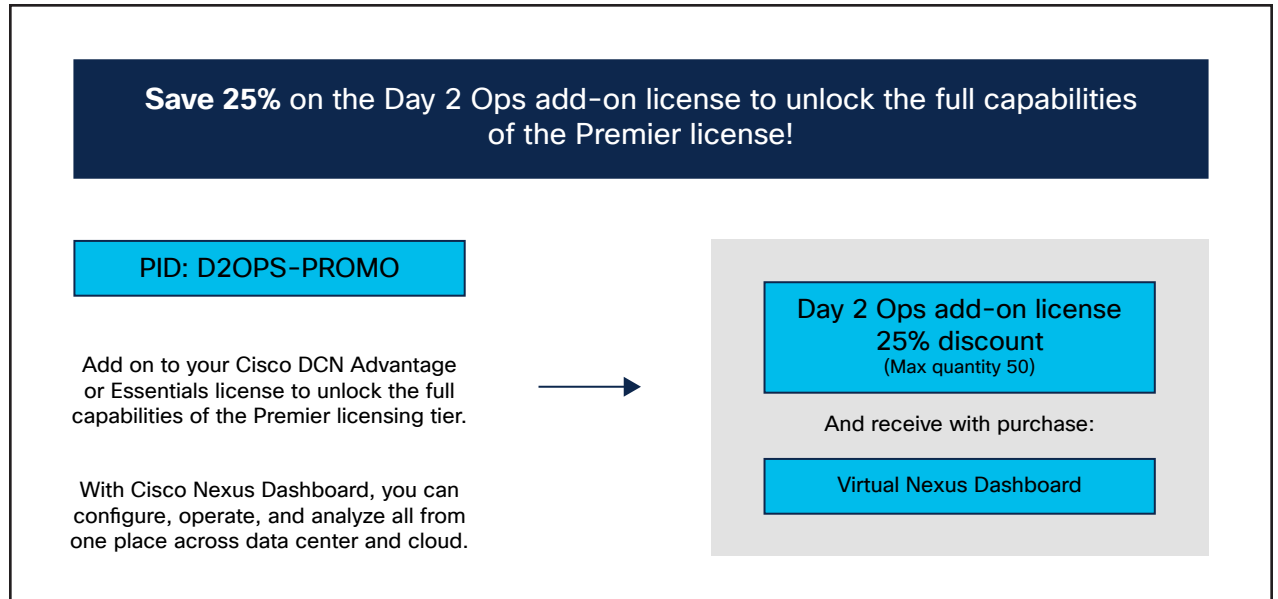 Save 25% on the Day 2 Ops add-on license to unlock the full capabilities
of the Premier license!
PID: D2OPS-PROMO
Add on to your Cisco DCN Advantage
or Essentials license to unlock the full
capabilities of the Premier licensing tier.
With Cisco Nexus Dashboard, you can
configure, operate, and analyze all from
one place across data center and cloud.
Day 2 Ops add-on license
25% discount
(Max quantity 50)
And receive with purchase:
Virtual Nexus Dashboard